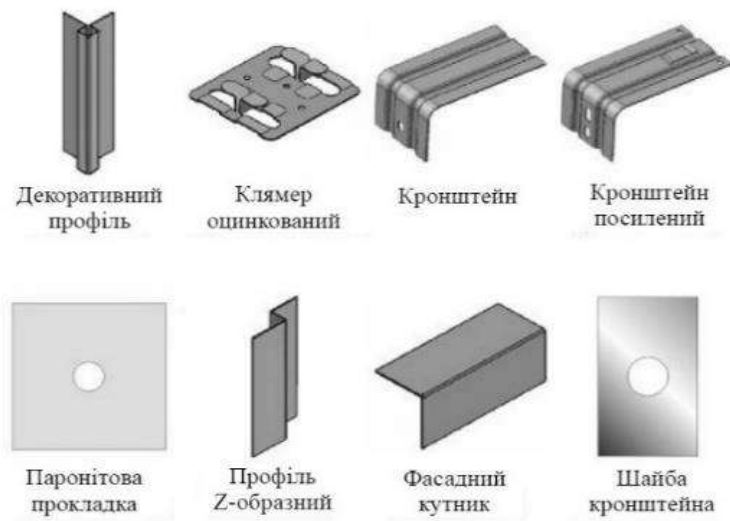 Декоративний
профіль
Клямер
оцинкований
Кронштейн
Кронштейн
посилений
Паронітова
прокладка
Профіль
Z-образний
Фасадний
кутник
Шайба
кронштейна